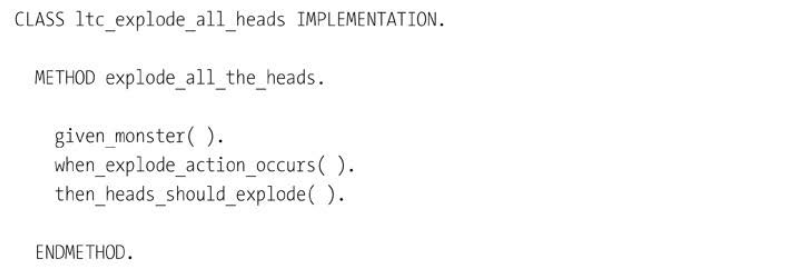 CLASS ltc_explode_all_heads IMPLEMENTATION.
METHOD explode_all_the_heads.
given_monster( ).
when_explode_action_occurs( ).
then_heads_should_explode( ).
ENDMETHOD.